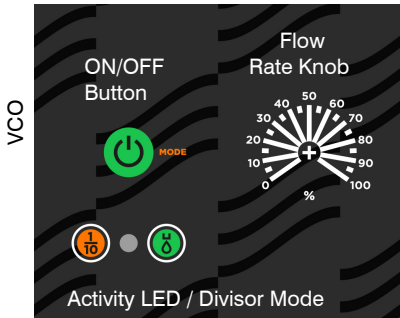 VCO
ON/OFF
Button
MODE
Flow
Rate Knob
50
40
60
30
70
20
80
10
90
0
100
%
1
10
Activity LED / Divisor Mode